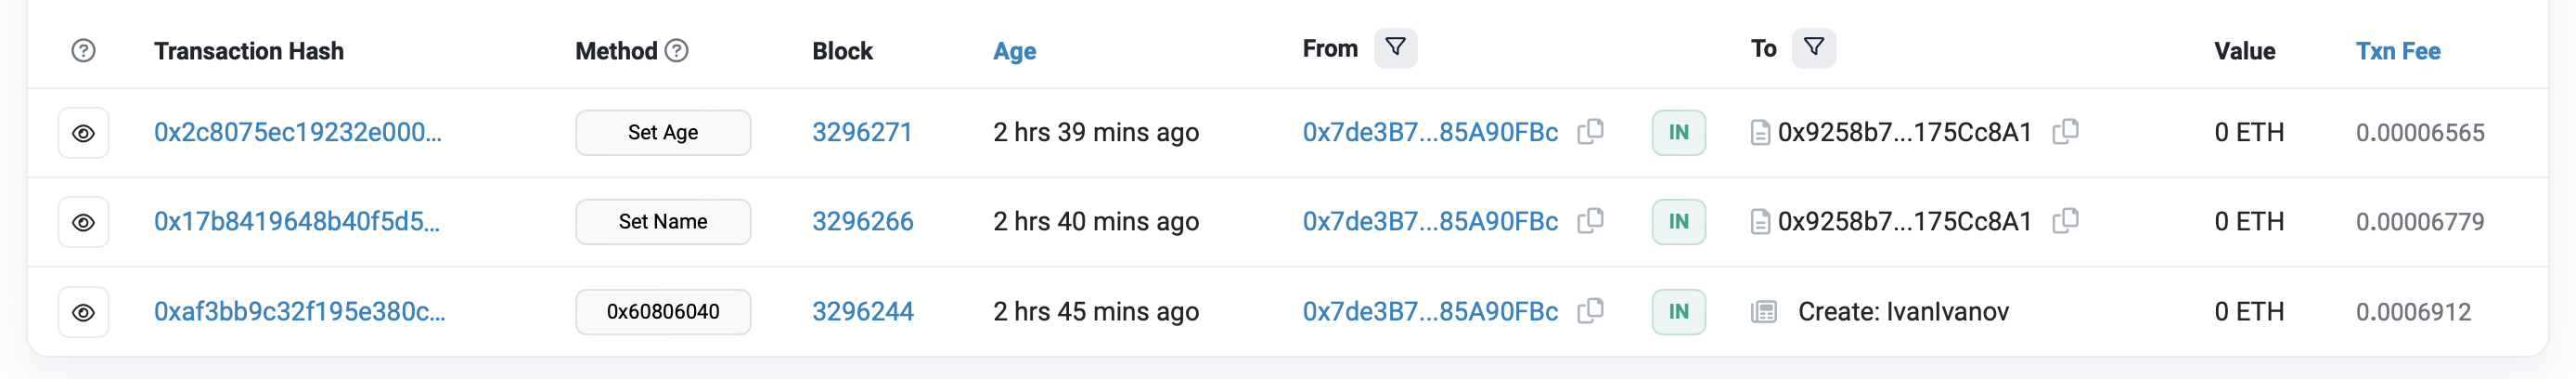 Transaction Hash Method Block Age From To Value Txn Fee
0x2c8075ec19232e000... Set Age 3296271 2 hrs 39 mins ago 0x7de3B7...85A90FBc IN 0x9258b7...175Cc8A1 0 ETH 0.00006565
0x17b8419648b40f5d5... Set Name 3296266 2 hrs 40 mins ago 0x7de3B7...85A90FBc IN 0x9258b7...175Cc8A1 0 ETH 0.00006779
0xaf3bb9c32f195e380c... 0x60806040 3296244 2 hrs 45 mins ago 0x7de3B7...85A90FBc IN Create: IvanIvanov 0 ETH 0.0006912